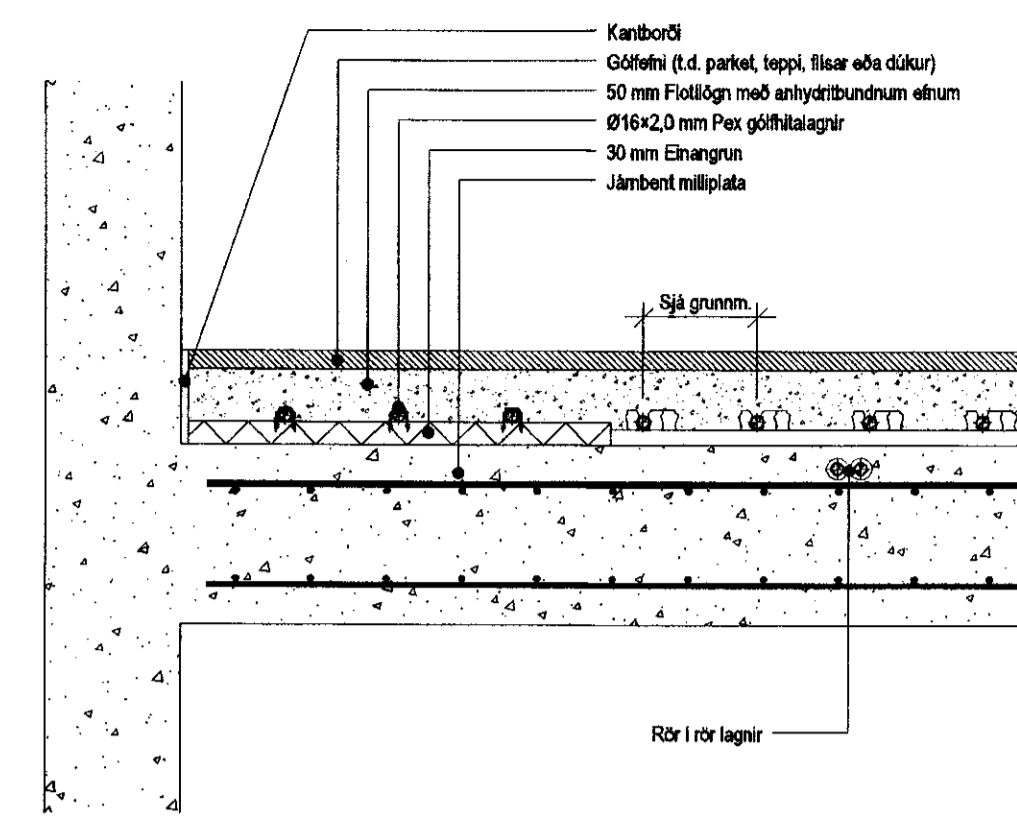 Kantborði
Gólfefni (t.d. parket, teppi, flísar eða dúkur)
50 mm Flotílögn með anhydritbundnum efnum
Ø16×2,0 mm Pex gólfhitalagnir
30 mm Einangrun
Járnbent milliplata
Sjá grunnm.
Rör í rör lagnir